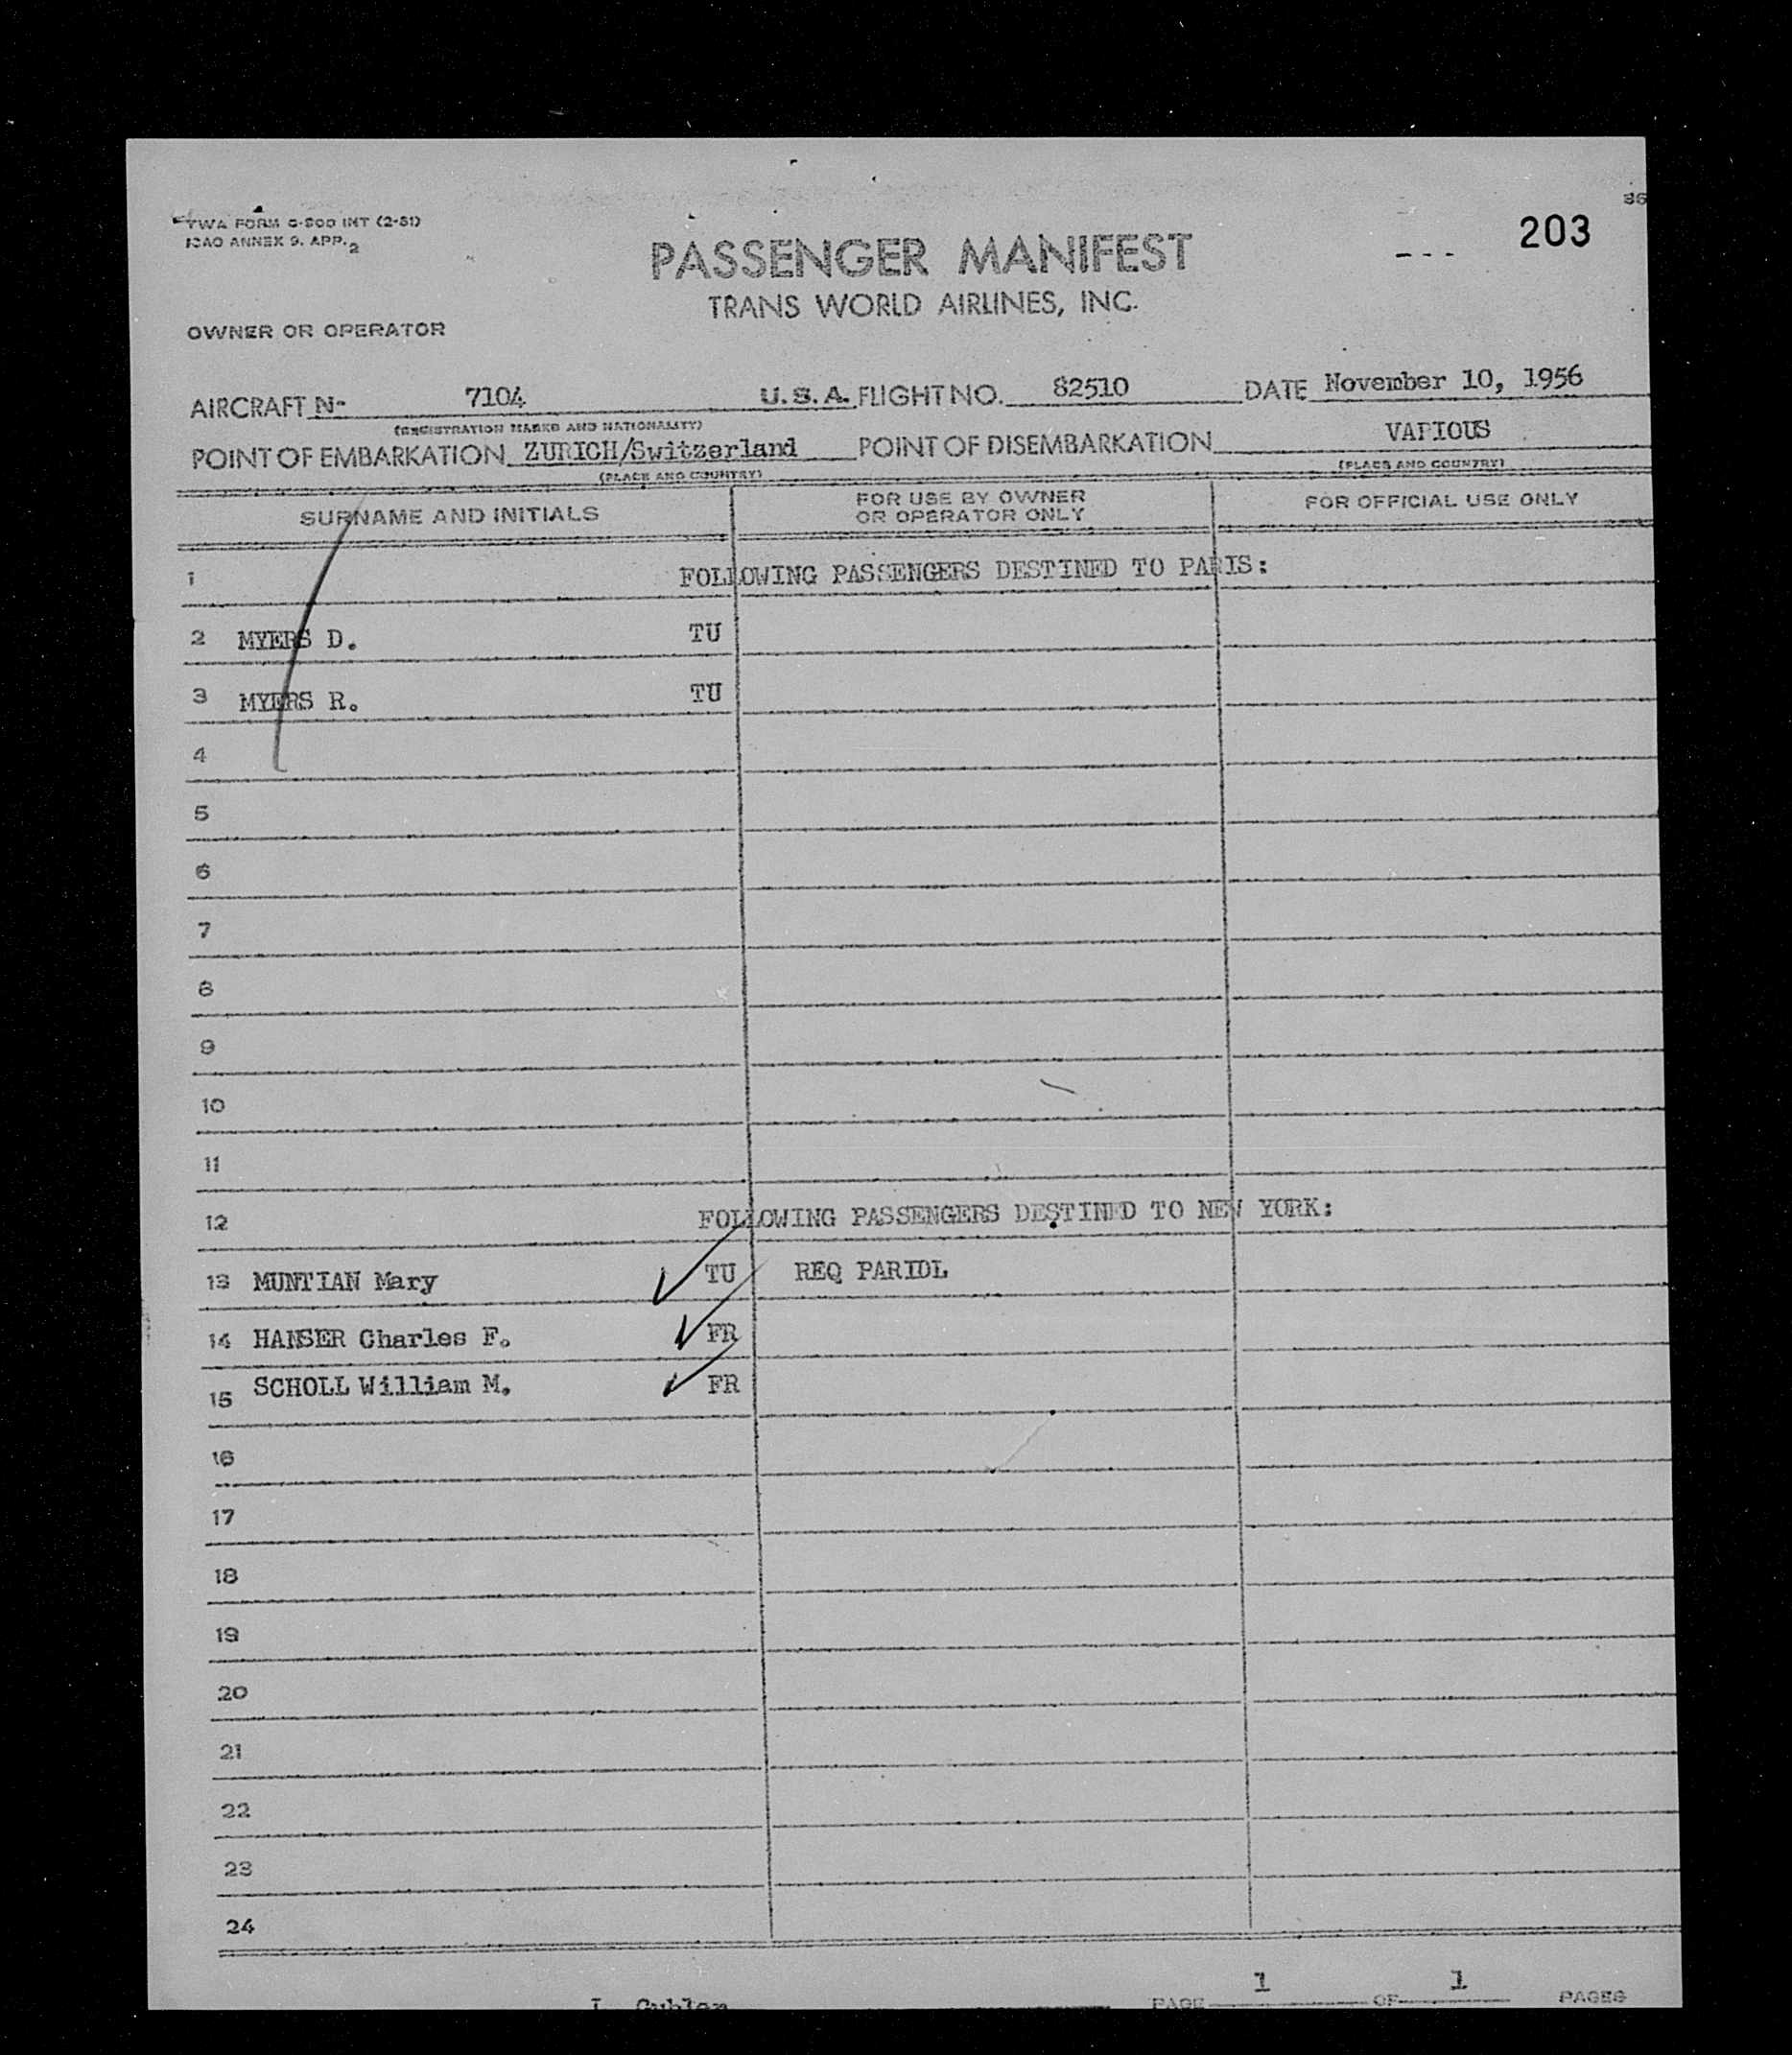 TWA FORM G-800 INT (2-51)
ICAO ANNEX 9. APP. 2
203
PASSENGER MANIFEST
- - -
TRANS WORLD AIRLINES, INC.
OWNER OR OPERATOR
AIRCRAFT N- 7104 U.S.A. FLIGHT NO. 82510 DATE November 10, 1956
(REGISTRATION MARKS AND NATIONALITY)
POINT OF EMBARKATION ZURICH/Switzerland POINT OF DISEMBARKATION VARIOUS
(PLACE AND COUNTRY) (PLACE AND COUNTRY)
SURNAME AND INITIALS FOR USE BY OWNER OR OPERATOR ONLY FOR OFFICIAL USE ONLY
1 FOLLOWING PASSENGERS DESTINED TO PARIS:
2 MYERS D. TU
3 MYERS R. TU
4
5
6
7
8
9
10
11
12 FOLLOWING PASSENGERS DESTINED TO NEW YORK:
13 MUNTIAN Mary TU REQ PARIDL
14 HANSER Charles F. FR
15 SCHOLL William M. FR
16
17
18
19
20
21
22
23
24
PAGE 1 OF 1 PAGES